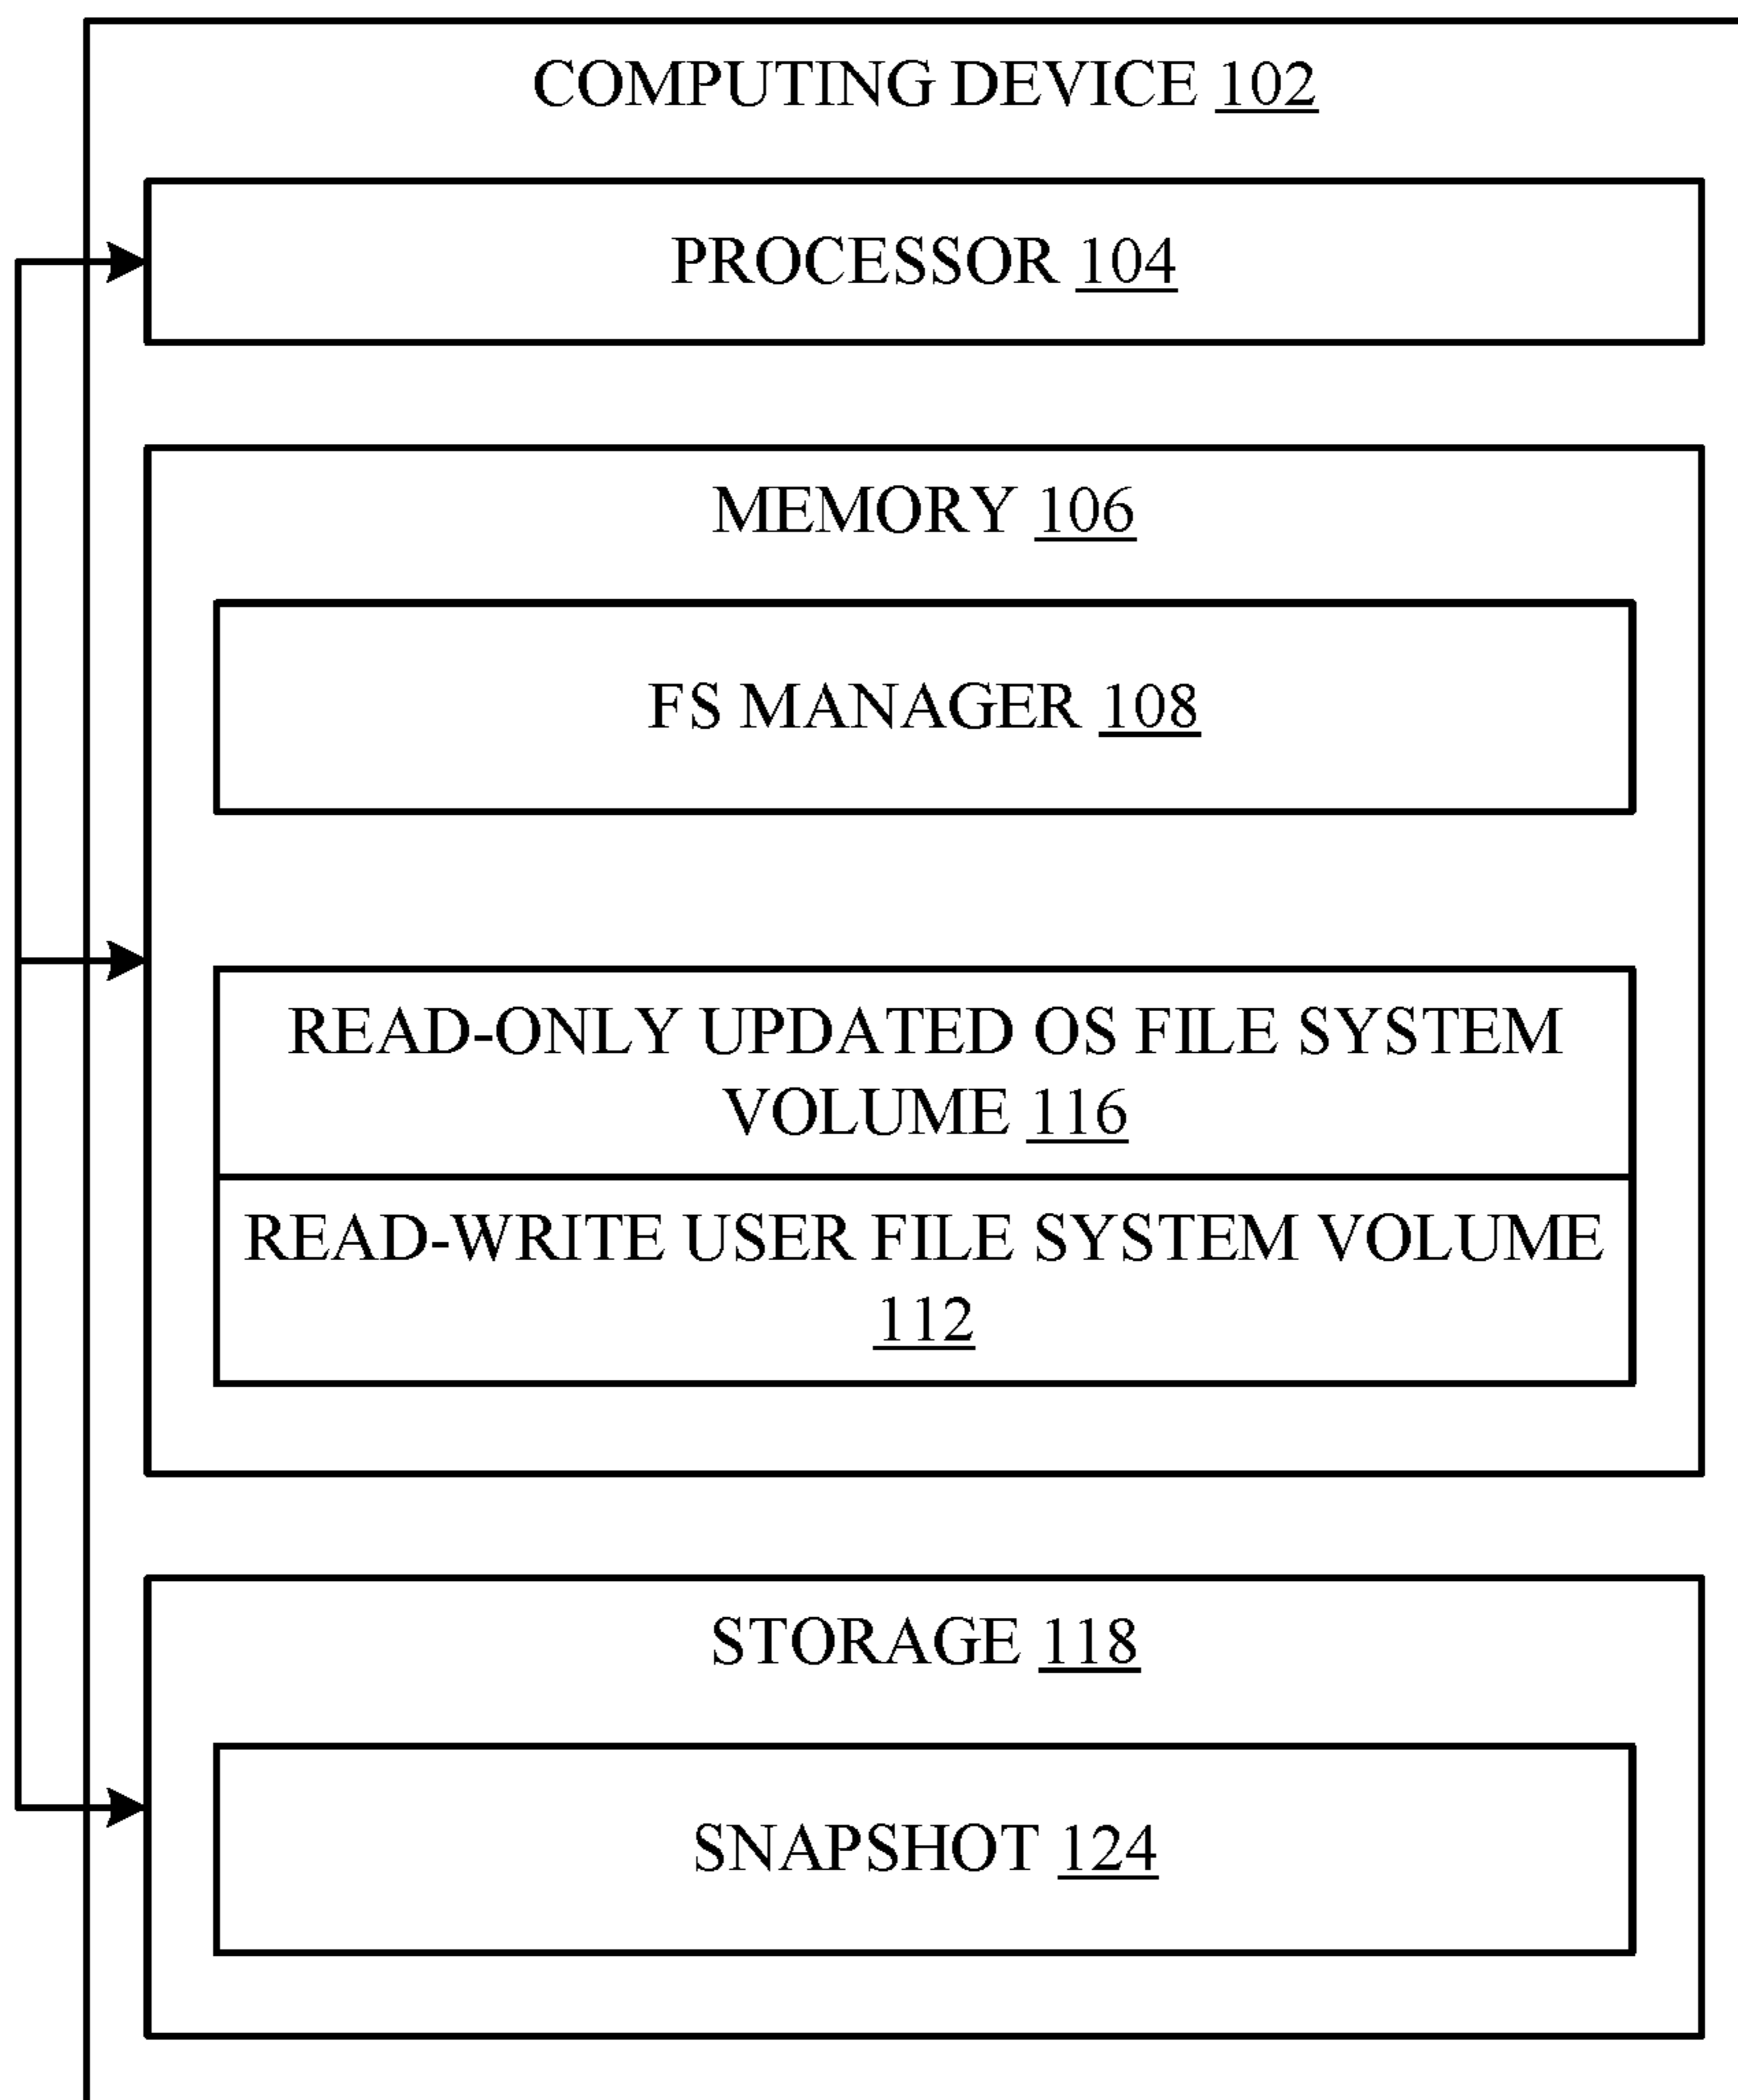 COMPUTING DEVICE 102
PROCESSOR 104
MEMORY 106
FS MANAGER 108
READ-ONLY UPDATED OS FILE SYSTEM
VOLUME 116
READ-WRITE USER FILE SYSTEM VOLUME
112
STORAGE 118
SNAPSHOT 124